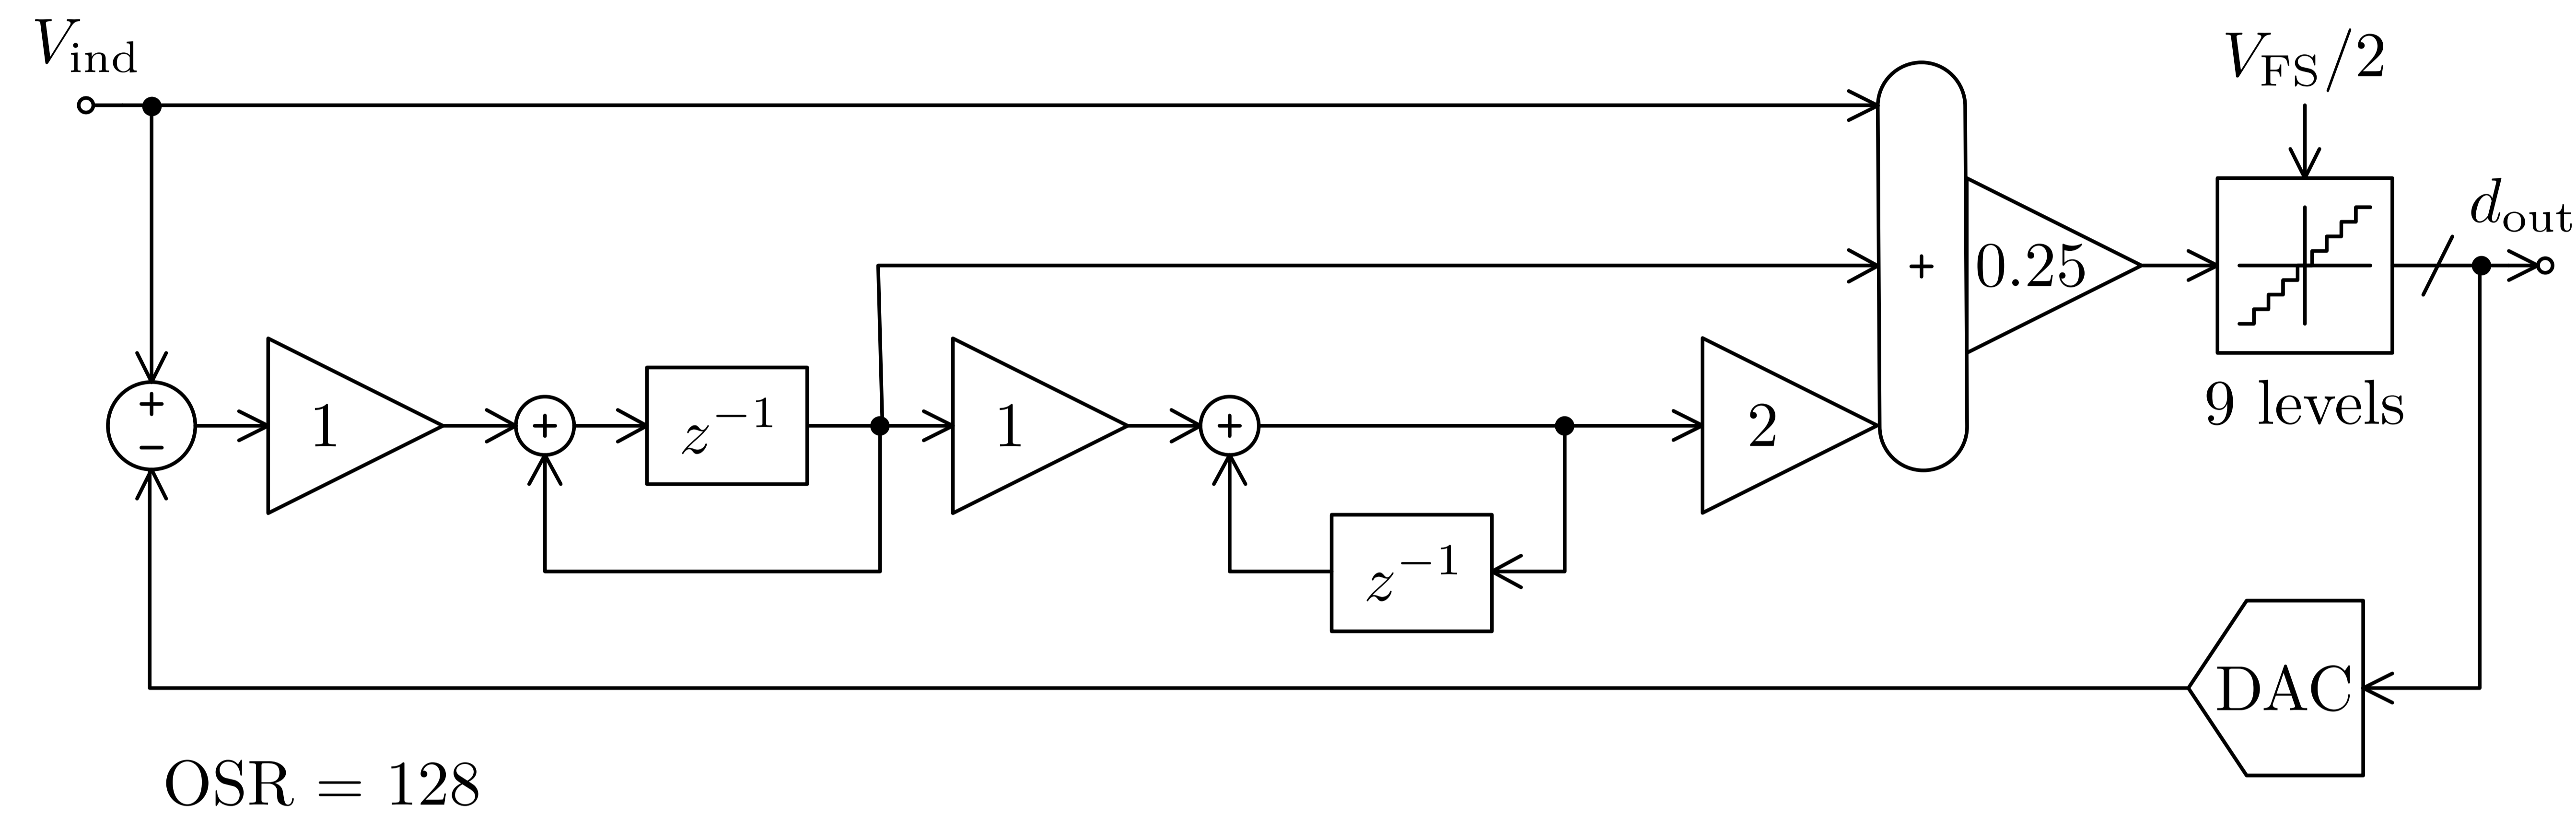 V_ind
V_FS/2
d_out
+
0.25
9 levels
+
−
1
+
z^−1
1
+
2
z^−1
DAC
OSR = 128